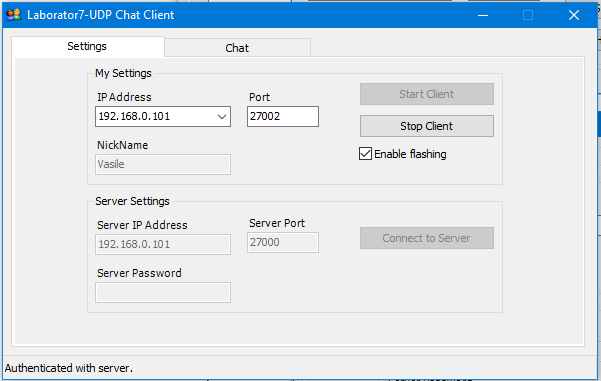 Laborator7-UDP Chat Client
Settings
Chat
My Settings
IP Address
Port
Start Client
192.168.0.101
27002
Stop Client
NickName
Enable flashing
Vasile
Server Settings
Server IP Address
Server Port
192.168.0.101
27000
Connect to Server
Server Password
Authenticated with server.